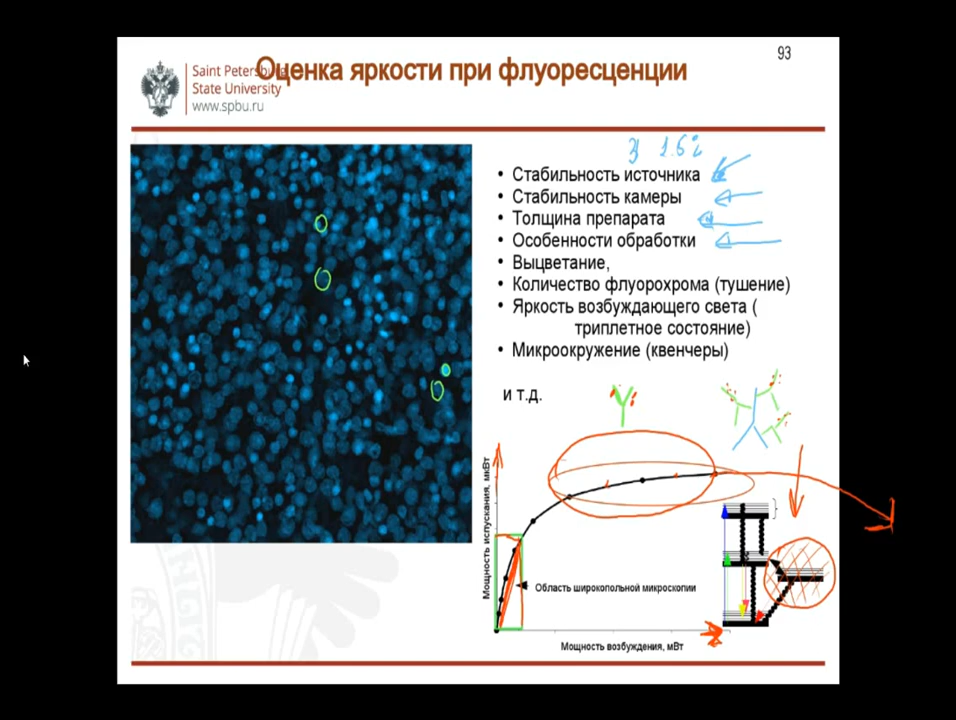 93
Оценка яркости при флуоресценции
Saint Petersburg
State University
www.spbu.ru
• Стабильность источника
• Стабильность камеры
• Толщина препарата
• Особенности обработки
• Выцветание,
• Количество флуорохрома (тушение)
• Яркость возбуждающего света (
триплетное состояние)
• Микроокружение (квенчеры)
и т.д.
Мощность испускания, мкВт
Область широкопольной микроскопии
Мощность возбуждения, мВт